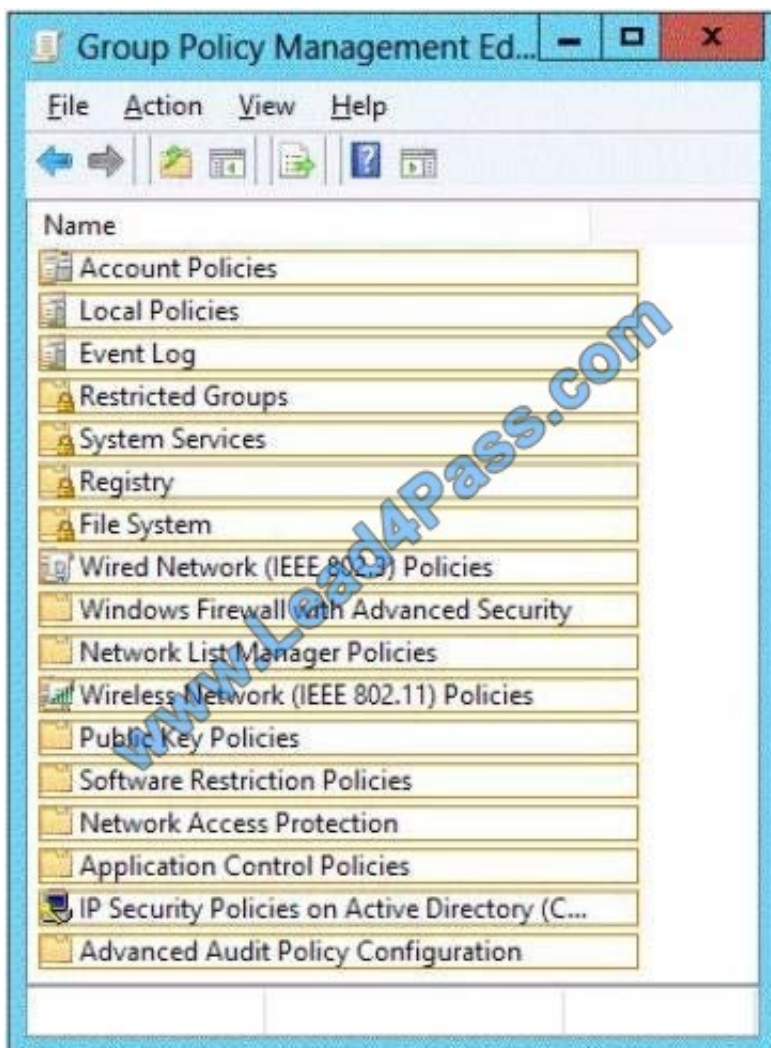 Group Policy Management Ed...
File Action View Help
Name
Account Policies
Local Policies
Event Log
Restricted Groups
System Services
Registry
File System
Wired Network (IEEE 802.3) Policies
Windows Firewall with Advanced Security
Network List Manager Policies
Wireless Network (IEEE 802.11) Policies
Public Key Policies
Software Restriction Policies
Network Access Protection
Application Control Policies
IP Security Policies on Active Directory (C...
Advanced Audit Policy Configuration
www.Lead4Pass.com